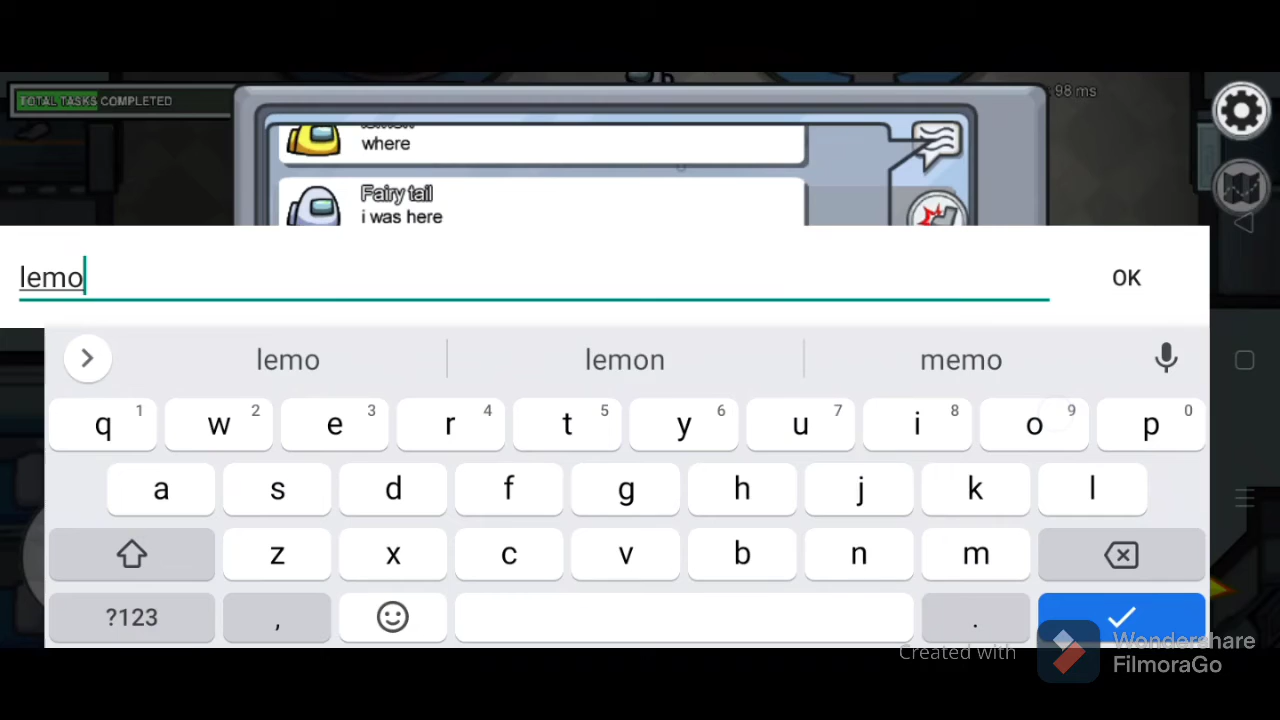 TOTAL TASKS COMPLETED
98 ms
lemon
where
Fairy tail
i was here
lemo
OK
lemo lemon memo
q 1 w 2 e 3 r 4 t 5 y 6 u 7 i 8 o 9 p 0
a s d f g h j k l
z x c v b n m
?123 , .
Created with
Wondershare
FilmoraGo